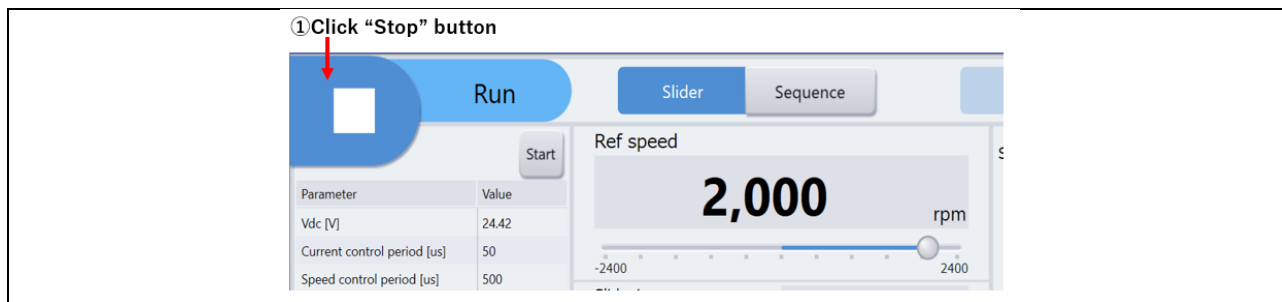 ①Click “Stop” button
Run
Slider Sequence
Start
Ref speed
2,000 rpm
-2400 2400
Parameter Value
Vdc [V] 24.42
Current control period [us] 50
Speed control period [us] 500